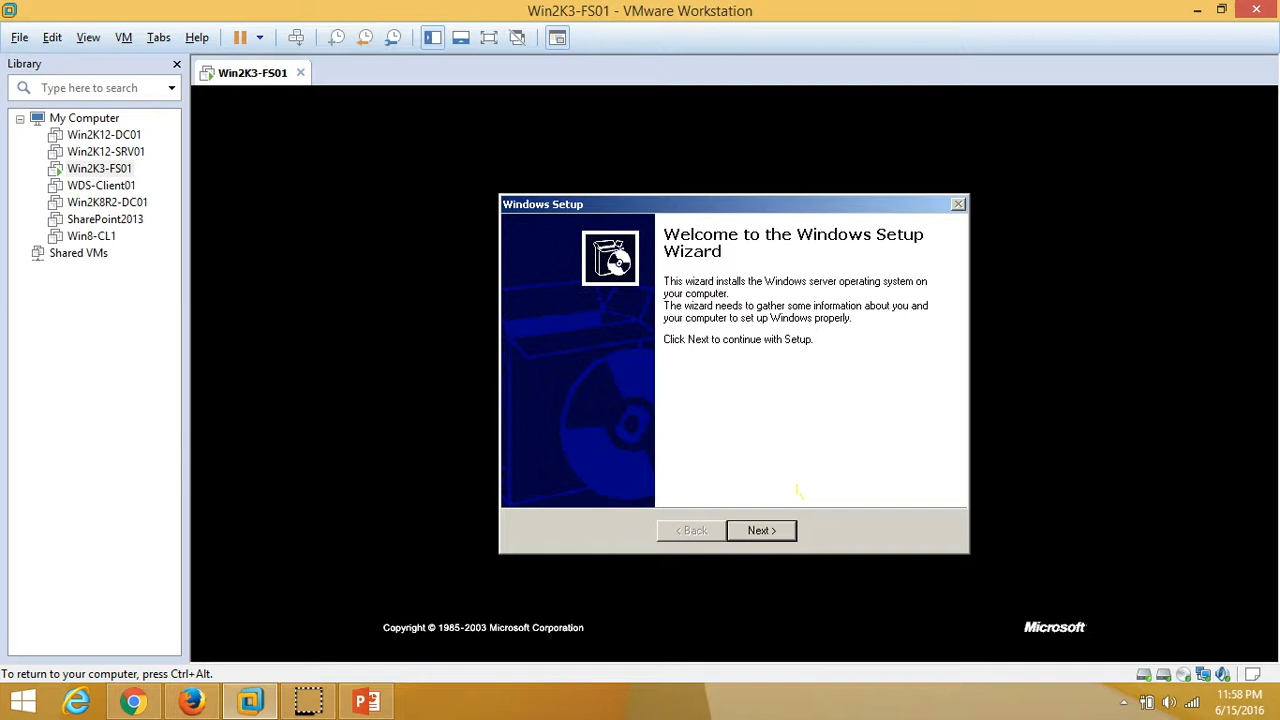 Win2K3-FS01 - VMware Workstation
File Edit View VM Tabs Help
Library
Type here to search
My Computer
Win2K12-DC01
Win2K12-SRV01
Win2K3-FS01
WDS-Client01
Win2K8R2-DC01
SharePoint2013
Win8-CL1
Shared VMs
Win2K3-FS01
Windows Setup
Welcome to the Windows Setup
Wizard
This wizard installs the Windows server operating system on
your computer.
The wizard needs to gather some information about you and
your computer to set up Windows properly.
Click Next to continue with Setup.
< Back
Next >
Copyright © 1985-2003 Microsoft Corporation
Microsoft
To return to your computer, press Ctrl+Alt.
11:58 PM
6/15/2016